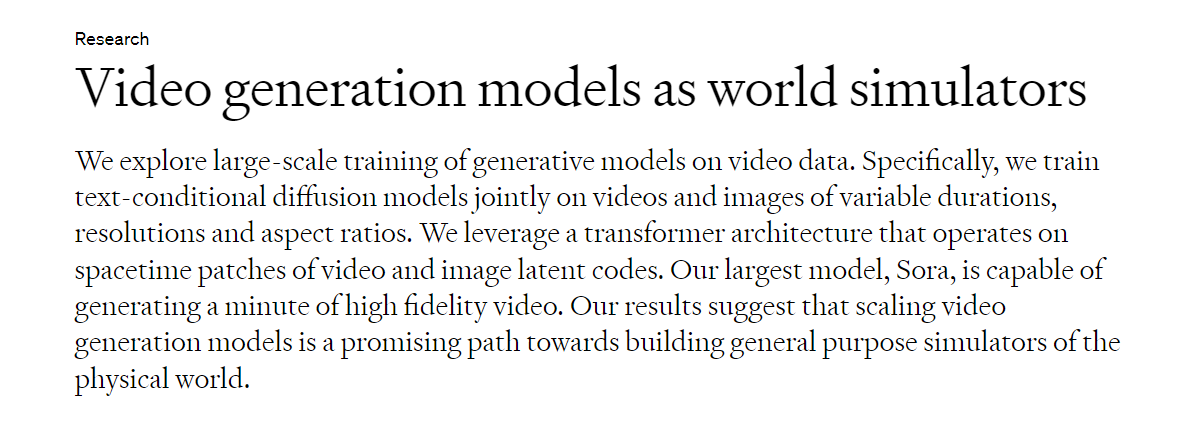 Research
Video generation models as world simulators
We explore large-scale training of generative models on video data. Specifically, we train
text-conditional diffusion models jointly on videos and images of variable durations,
resolutions and aspect ratios. We leverage a transformer architecture that operates on
spacetime patches of video and image latent codes. Our largest model, Sora, is capable of
generating a minute of high fidelity video. Our results suggest that scaling video
generation models is a promising path towards building general purpose simulators of the
physical world.